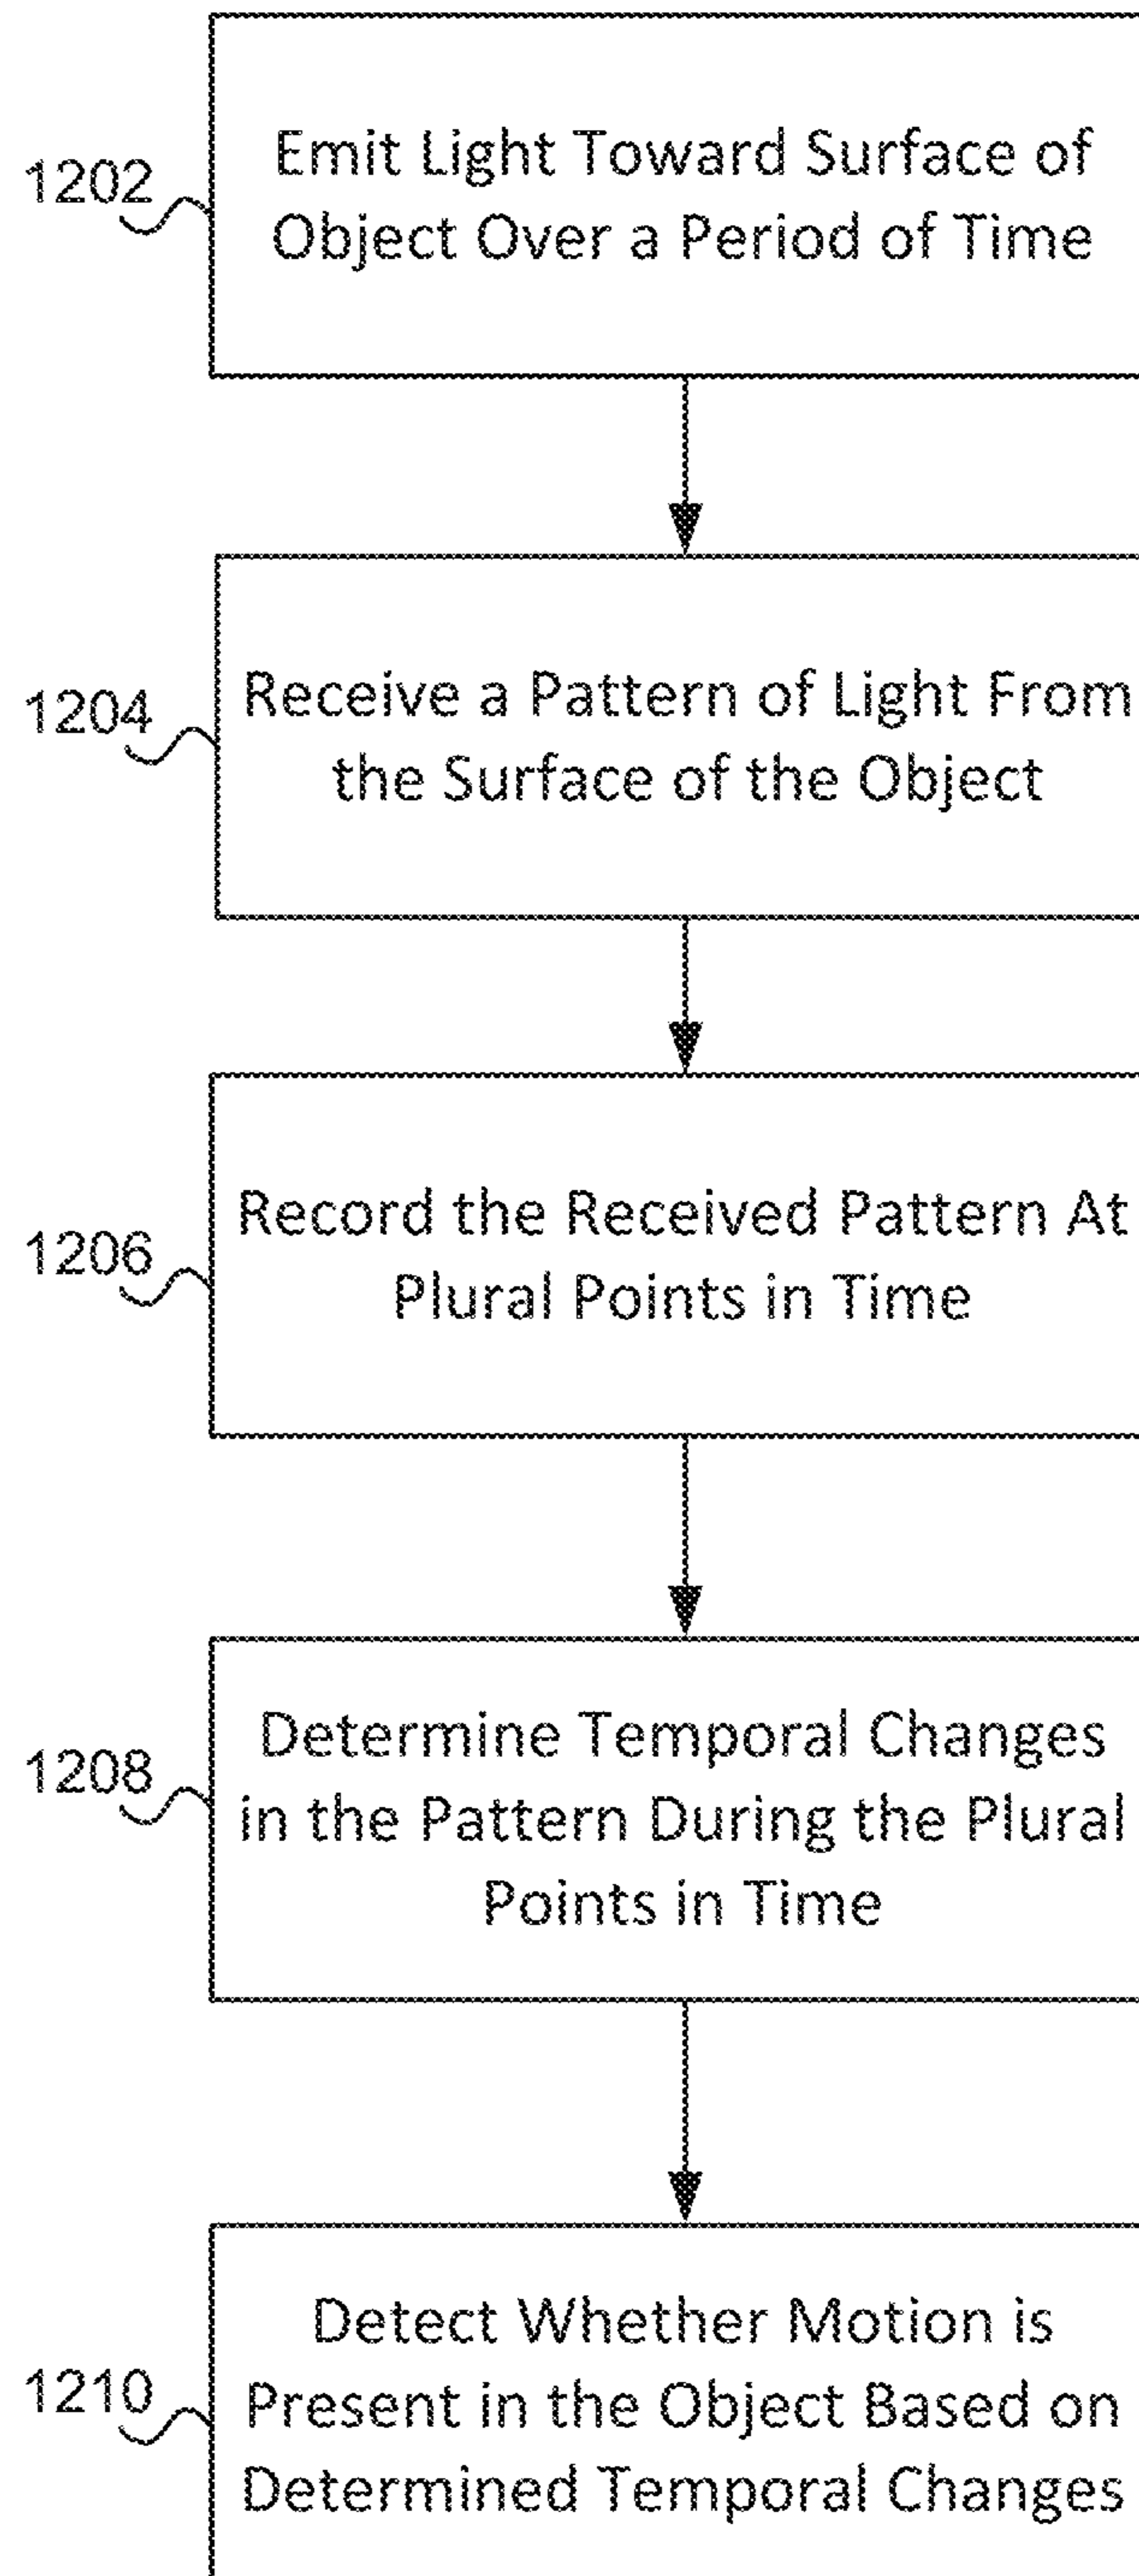 1202
Emit Light Toward Surface of
Object Over a Period of Time
1204
Receive a Pattern of Light From
the Surface of the Object
1206
Record the Received Pattern At
Plural Points in Time
1208
Determine Temporal Changes
in the Pattern During the Plural
Points in Time
1210
Detect Whether Motion is
Present in the Object Based on
Determined Temporal Changes